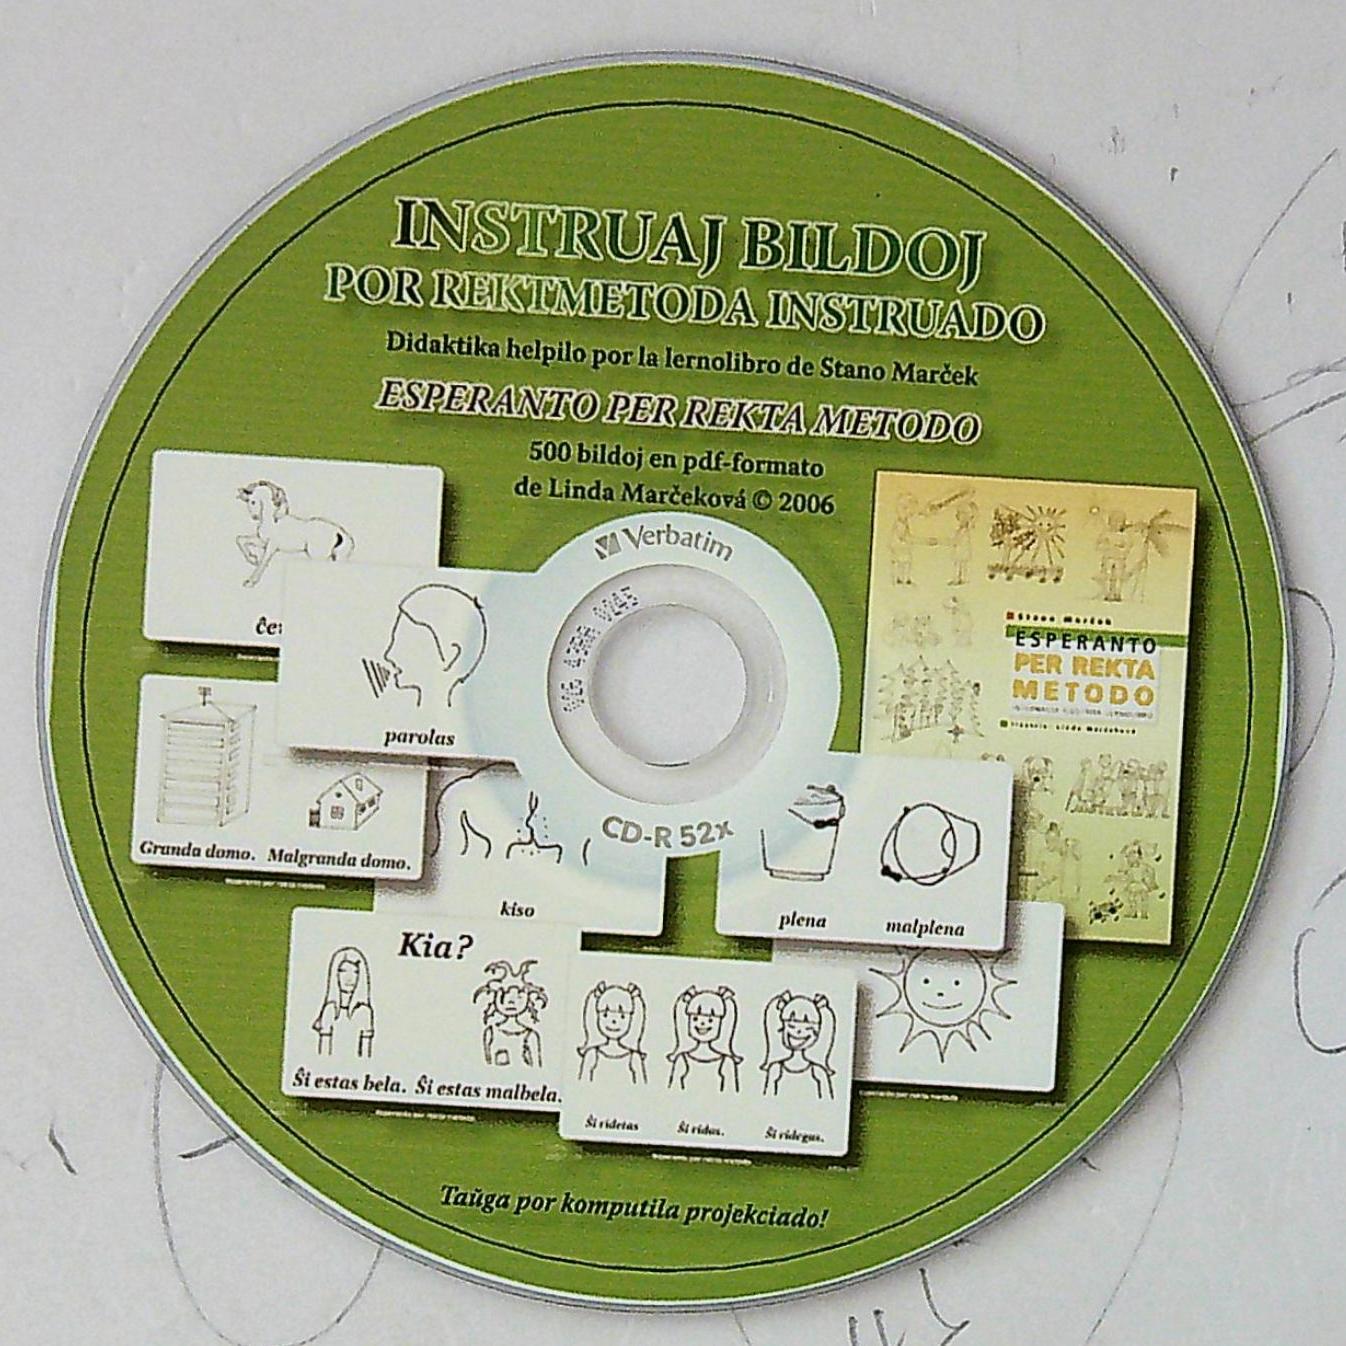 INSTRUAJ BILDOJ
POR REKTMETODA INSTRUADO
Didaktika helpilo por la lernolibro de Stano Marček
ESPERANTO PER REKTA METODO
500 bildoj en pdf-formato
de Linda Marčeková © 2006
Verbatim
CD-R 52x
parolas
Granda domo. Malgranda domo.
kiso
Kia?
Ŝi estas bela. Ŝi estas malbela.
Ŝi ridetas
Ŝi ridas.
Ŝi ridegas.
plena
malplena
Stano Marček
ESPERANTO
PER REKTA
METODO
Taŭga por komputila projekciado!